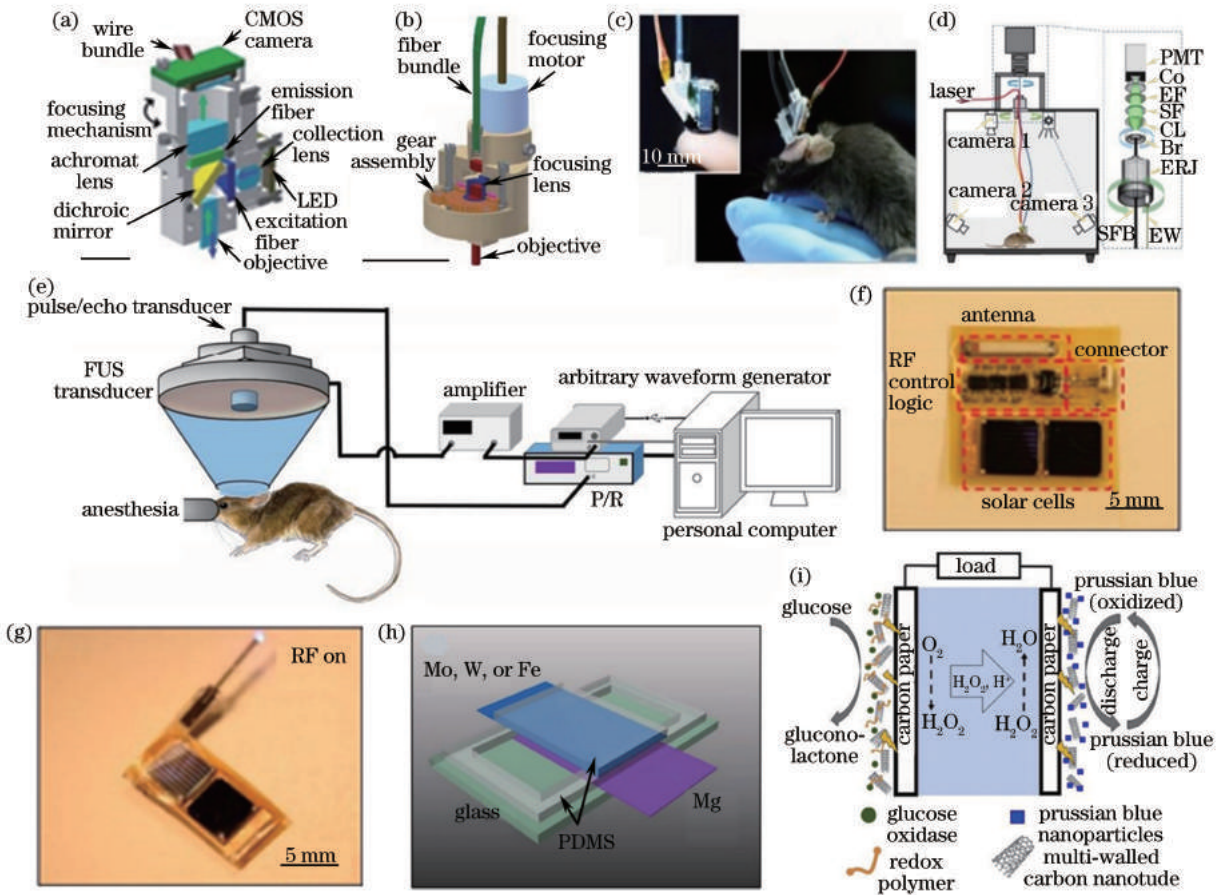 (a)
wire
bundle
CMOS
camera
focusing
mechanism
emission
fiber
collection
lens
achromat
lens
dichroic
mirror
LED
excitation
fiber
objective
(b)
fiber
bundle
focusing
motor
gear
assembly
focusing
lens
objective
(c)
10 mm
(d)
laser
camera 1
camera 2
camera 3
PMT
Co
EF
SF
CL
Br
ERJ
SFB
EW
(e)
pulse/echo transducer
FUS
transducer
amplifier
arbitrary waveform generator
anesthesia
P/R
personal computer
(f)
antenna
connector
RF
control
logic
solar cells
5 mm
(g)
RF on
5 mm
(h)
Mo, W, or Fe
glass
PDMS
Mg
(i)
load
glucose
glucono-
lactone
carbon paper
O₂
H₂O₂
H₂O₂, H⁺
H₂O
H₂O₂
carbon paper
prussian blue
(oxidized)
discharge
charge
prussian blue
(reduced)
glucose
oxidase
redox
polymer
prussian blue
nanoparticles
multi-walled
carbon nanotude